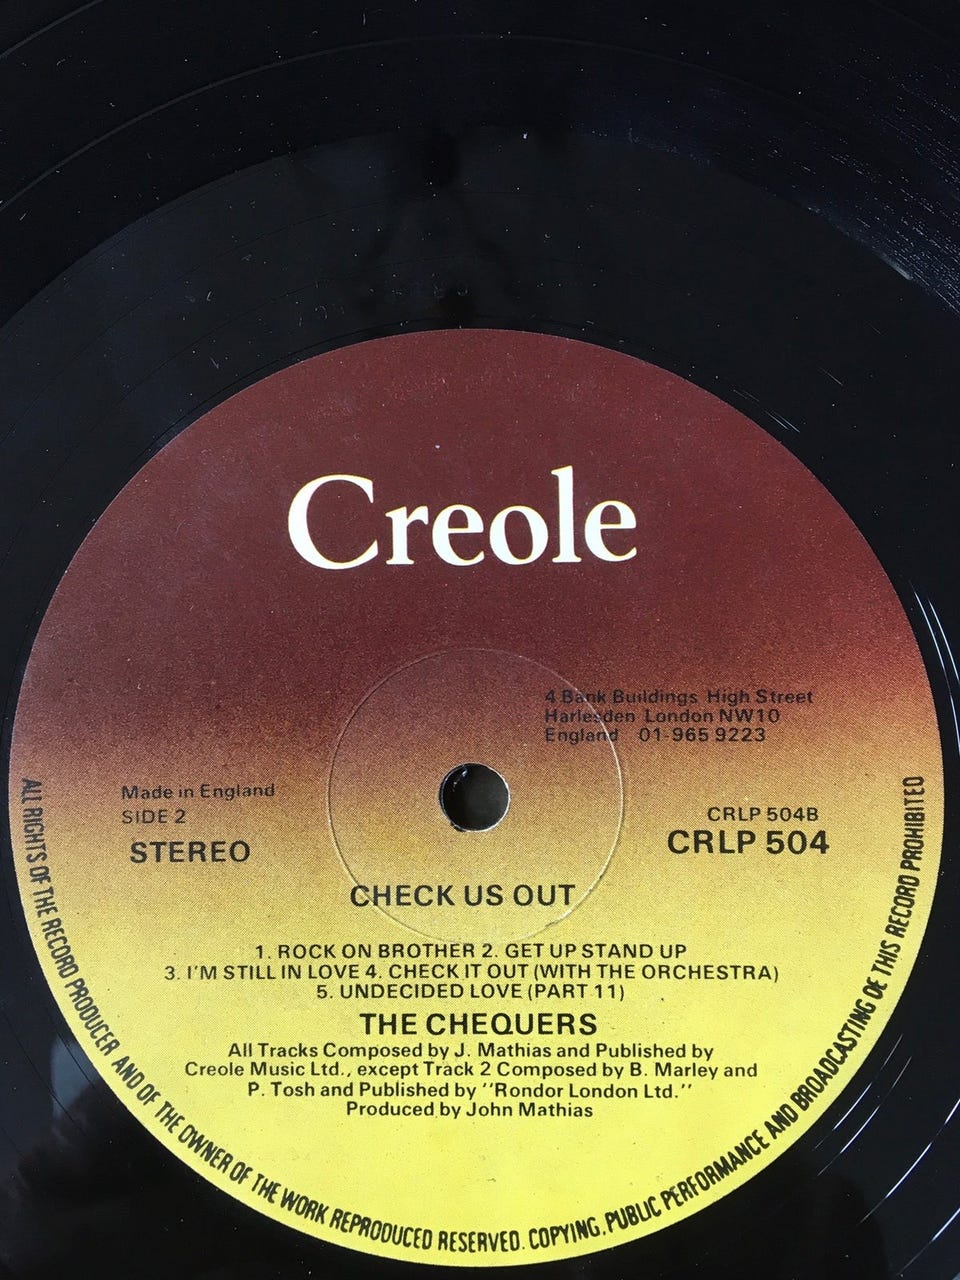 Creole
4 Bank Buildings High Street
Harlesden London NW10
England 01-965 9223
Made in England
SIDE 2
STEREO
CRLP 504B
CRLP 504
CHECK US OUT
1. ROCK ON BROTHER 2. GET UP STAND UP
3. I'M STILL IN LOVE 4. CHECK IT OUT (WITH THE ORCHESTRA)
5. UNDECIDED LOVE (PART 11)
THE CHEQUERS
All Tracks Composed by J. Mathias and Published by
Creole Music Ltd., except Track 2 Composed by B. Marley and
P. Tosh and Published by "Rondor London Ltd."
Produced by John Mathias
ALL RIGHTS OF THE RECORD PRODUCER AND OF THE OWNER OF THE WORK REPRODUCED RESERVED. COPYING, PUBLIC PERFORMANCE AND BROADCASTING OE THIS RECORD PROHIBITED